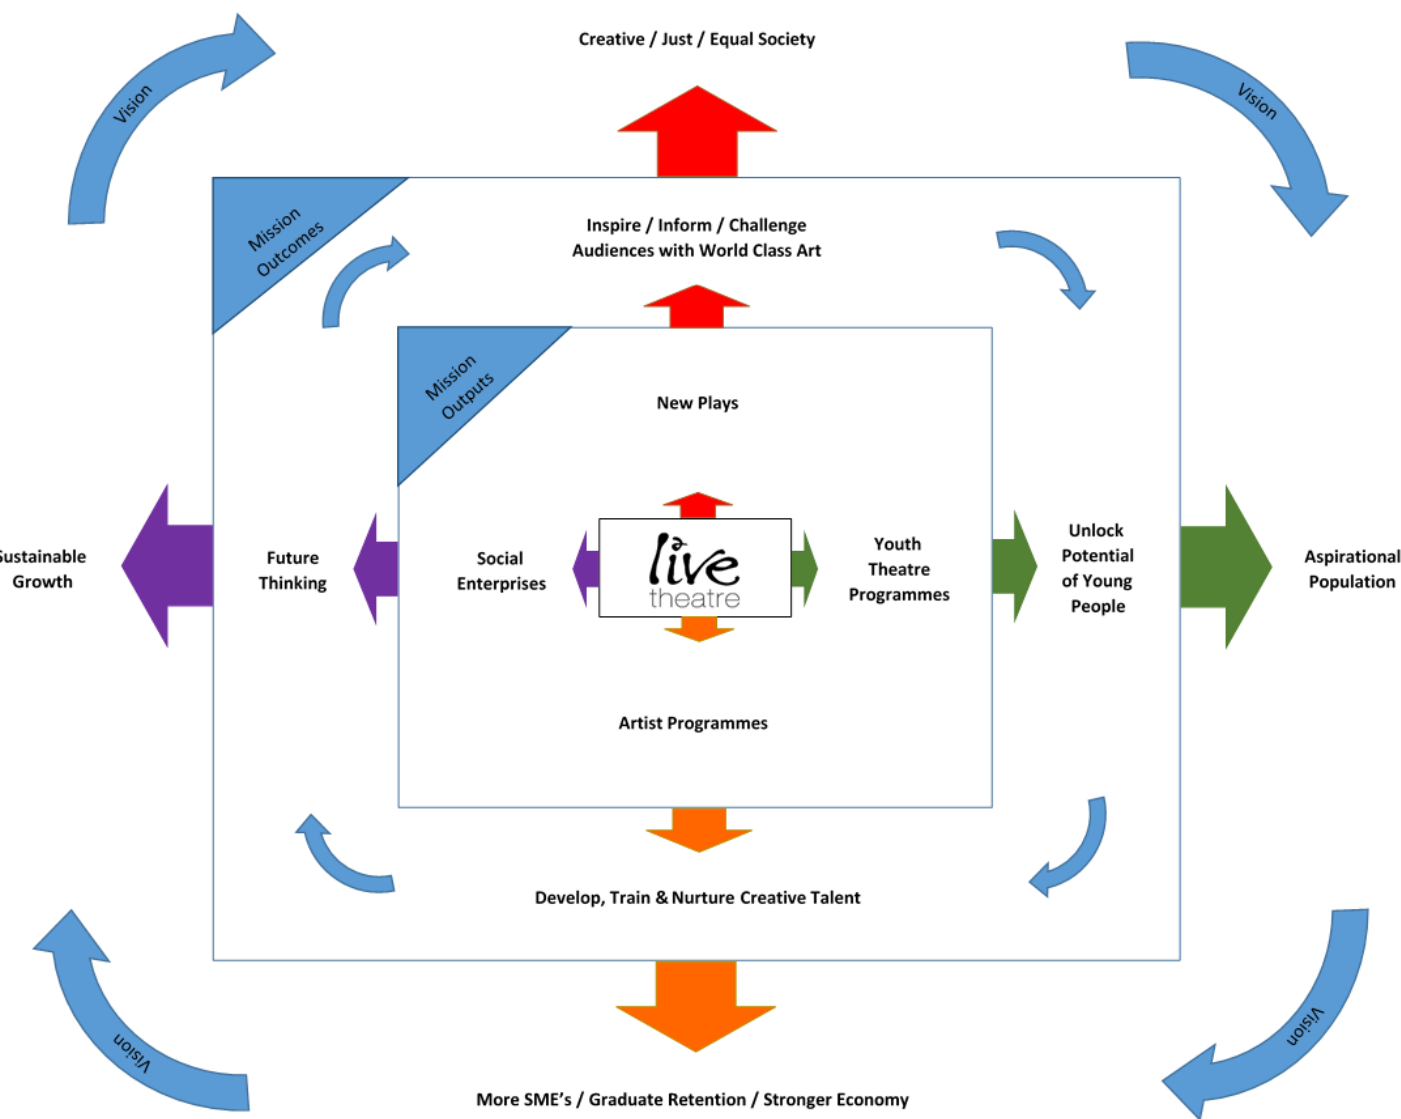 Creative / Just / Equal Society
Vision
Vision
Mission
Outcomes
Inspire / Inform / Challenge
Audiences with World Class Art
Mission
Outputs
New Plays
Sustainable
Growth
Future
Thinking
Social
Enterprises
live
theatre
Youth
Theatre
Programmes
Unlock
Potential
of Young
People
Aspirational
Population
Artist Programmes
Develop, Train & Nurture Creative Talent
Vision
Vision
More SME's / Graduate Retention / Stronger Economy